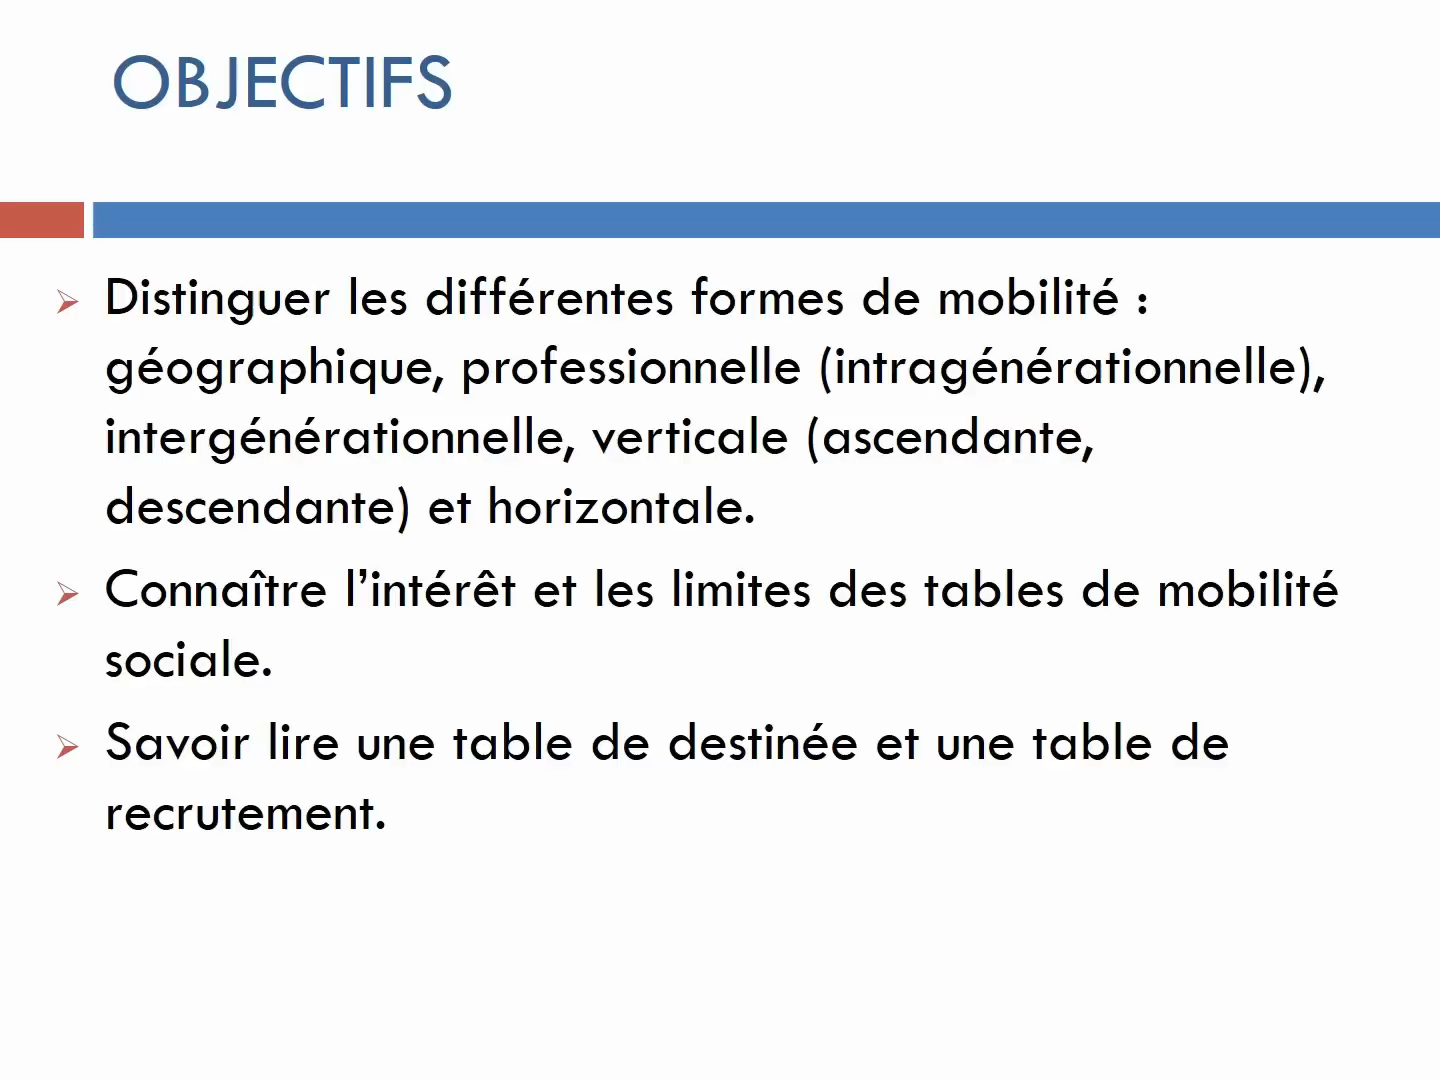 OBJECTIFS
Distinguer les différentes formes de mobilité :
géographique, professionnelle (intragénérationnelle),
intergénérationnelle, verticale (ascendante,
descendante) et horizontale.
Connaître l’intérêt et les limites des tables de mobilité
sociale.
Savoir lire une table de destinée et une table de
recrutement.